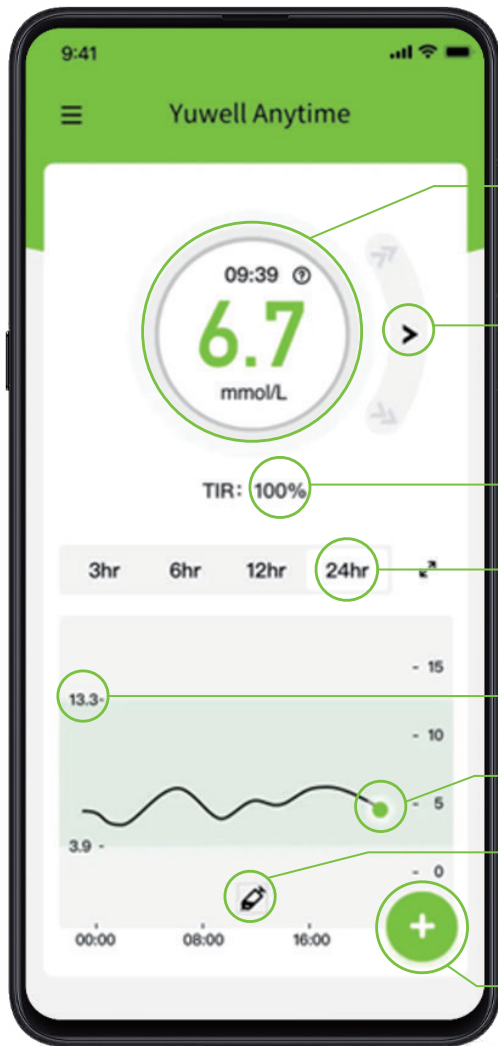 9:41
Yuwell Anytime
09:39 ?
6.7
mmol/L
TIR: 100%
3hr 6hr 12hr 24hr
- 15
13.3-
- 10
- 5
3.9 -
- 0
00:00 08:00 16:00